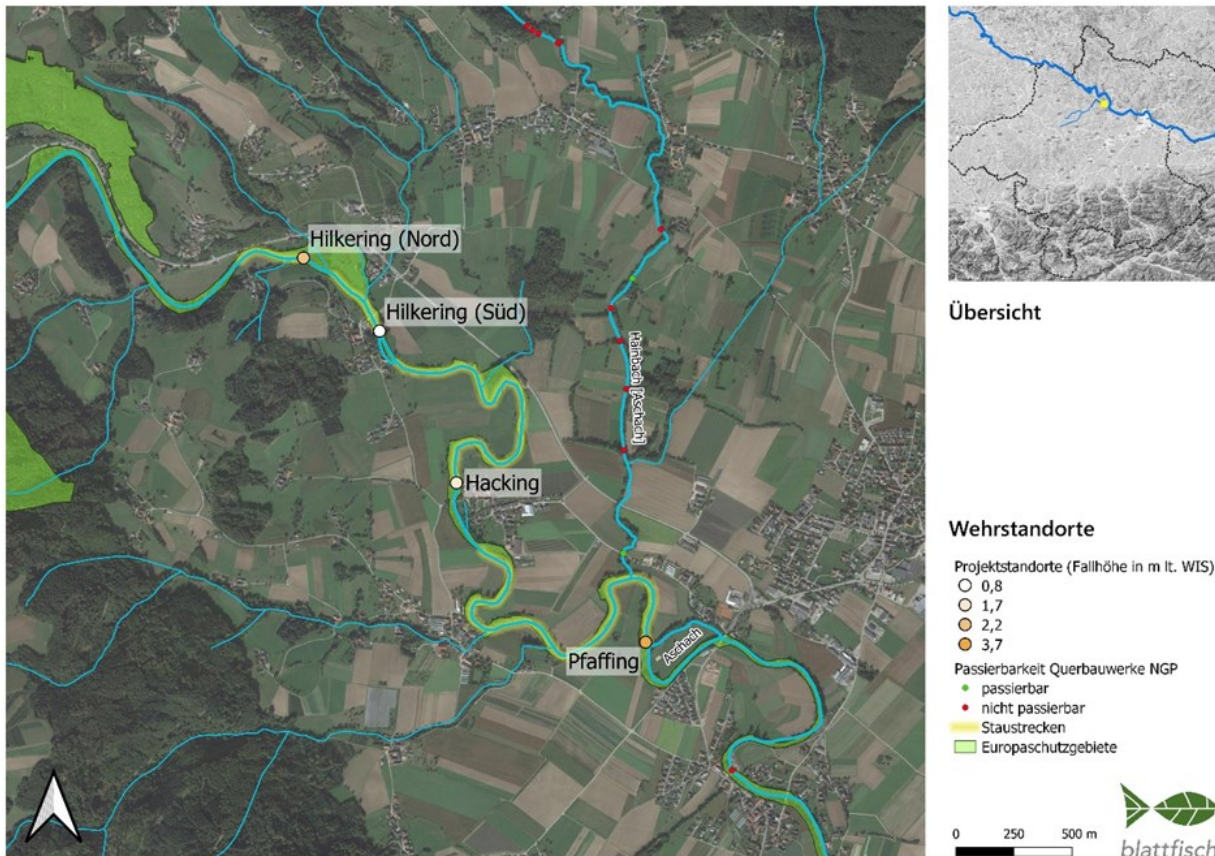 Hilkering (Nord)
Hilkering (Süd)
Hainbach [Aschach]
Hacking
Pfaffing
Aschach
Übersicht
Wehrstandorte
Projektstandorte (Fallhöhe in m lt. WIS)
0,8
1,7
2,2
3,7
Passierbarkeit Querbauwerke NGP
passierbar
nicht passierbar
Staustrecken
Europaschutzgebiete
0 250 500 m
blattfisch